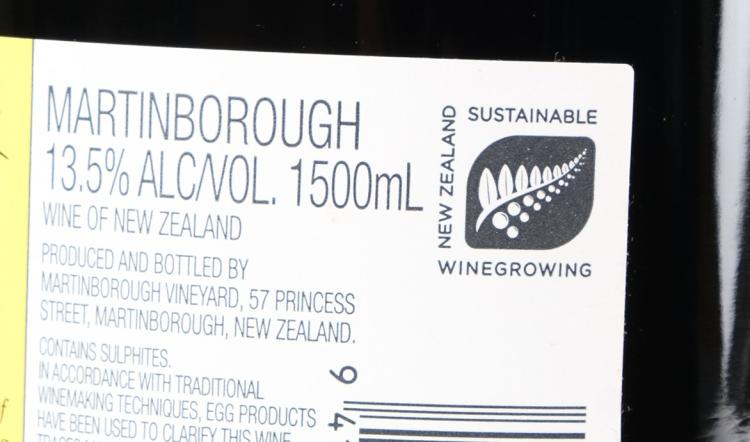 MARTINBOROUGH
13.5% ALC/VOL. 1500mL
WINE OF NEW ZEALAND
PRODUCED AND BOTTLED BY
MARTINBOROUGH VINEYARD, 57 PRINCESS
STREET, MARTINBOROUGH, NEW ZEALAND.
CONTAINS SULPHITES.
IN ACCORDANCE WITH TRADITIONAL
WINEMAKING TECHNIQUES, EGG PRODUCTS
HAVE BEEN USED TO CLARIFY THIS WINE
NEW ZEALAND
SUSTAINABLE
WINEGROWING
9 4